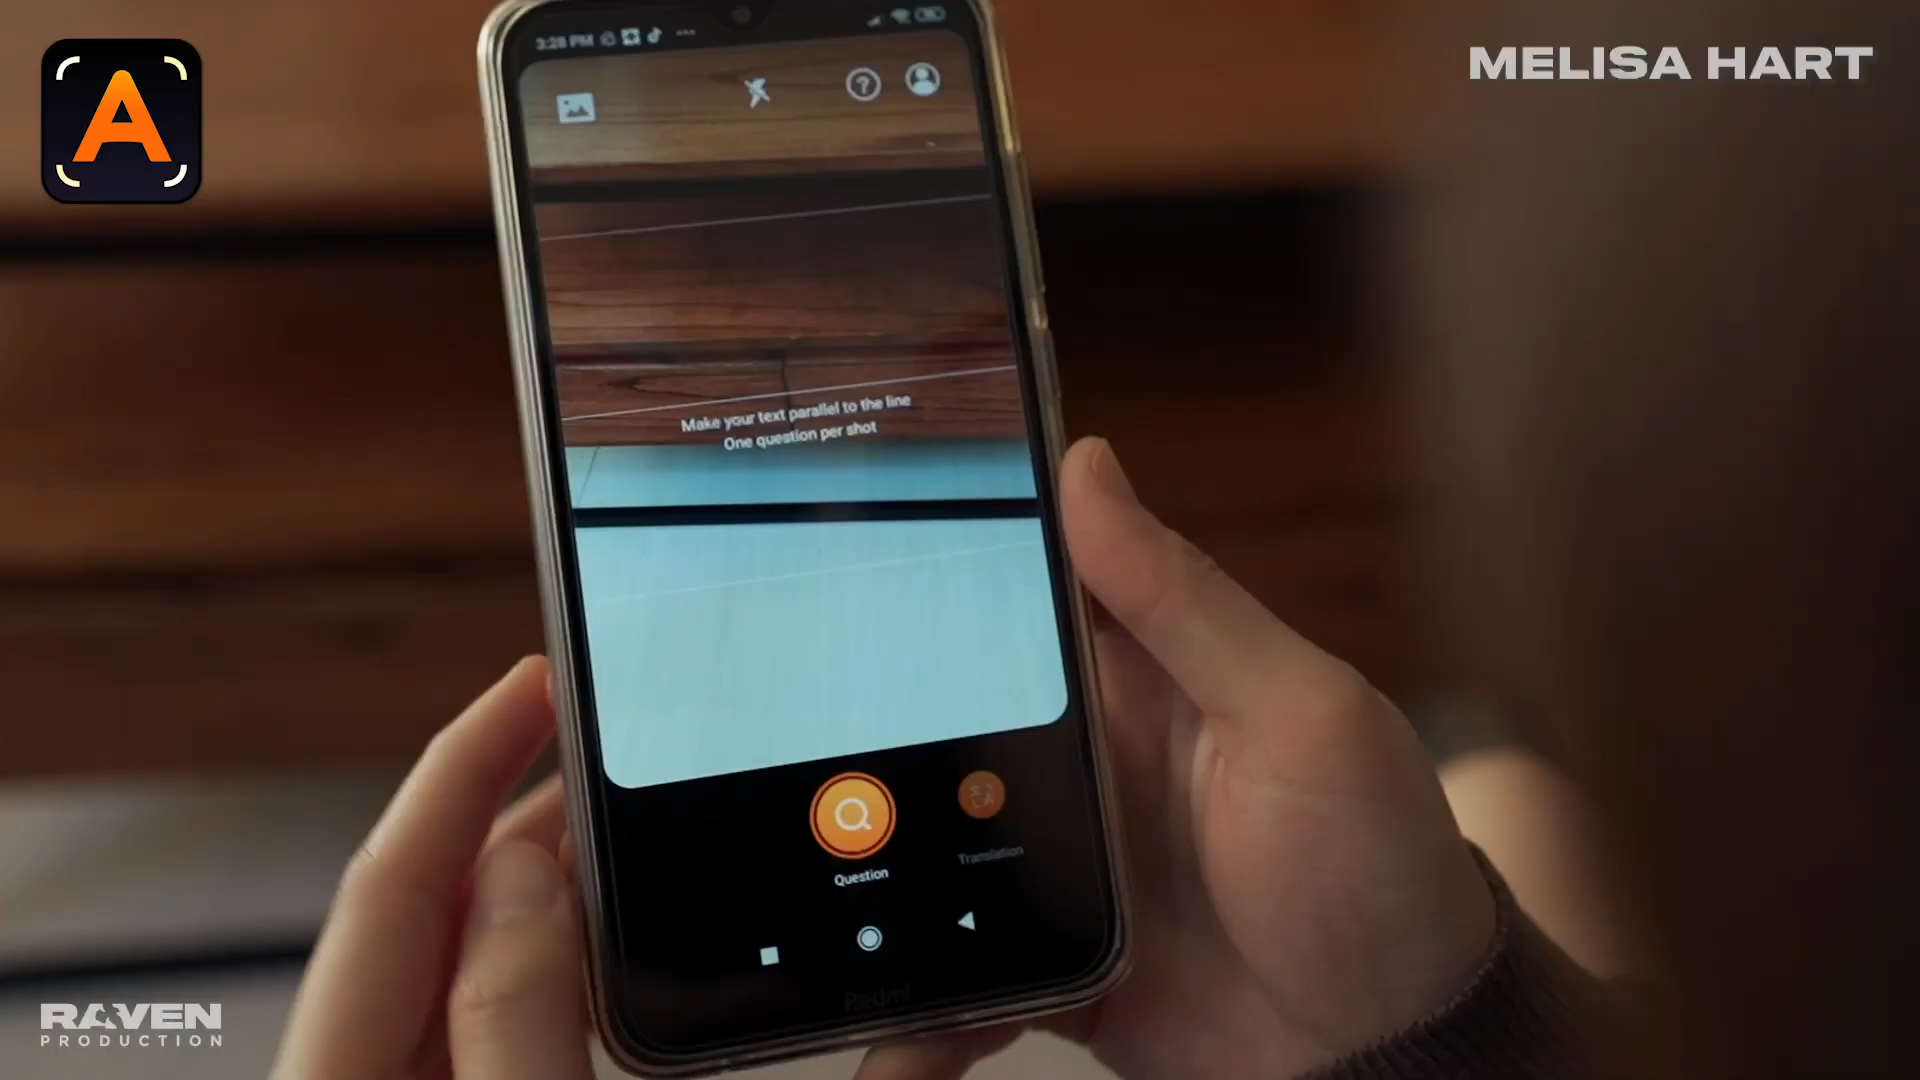 A
MELISA HART
3:28 PM
Make your text parallel to the line
One question per shot
Question
Translation
Redmi
RAVEN
PRODUCTION